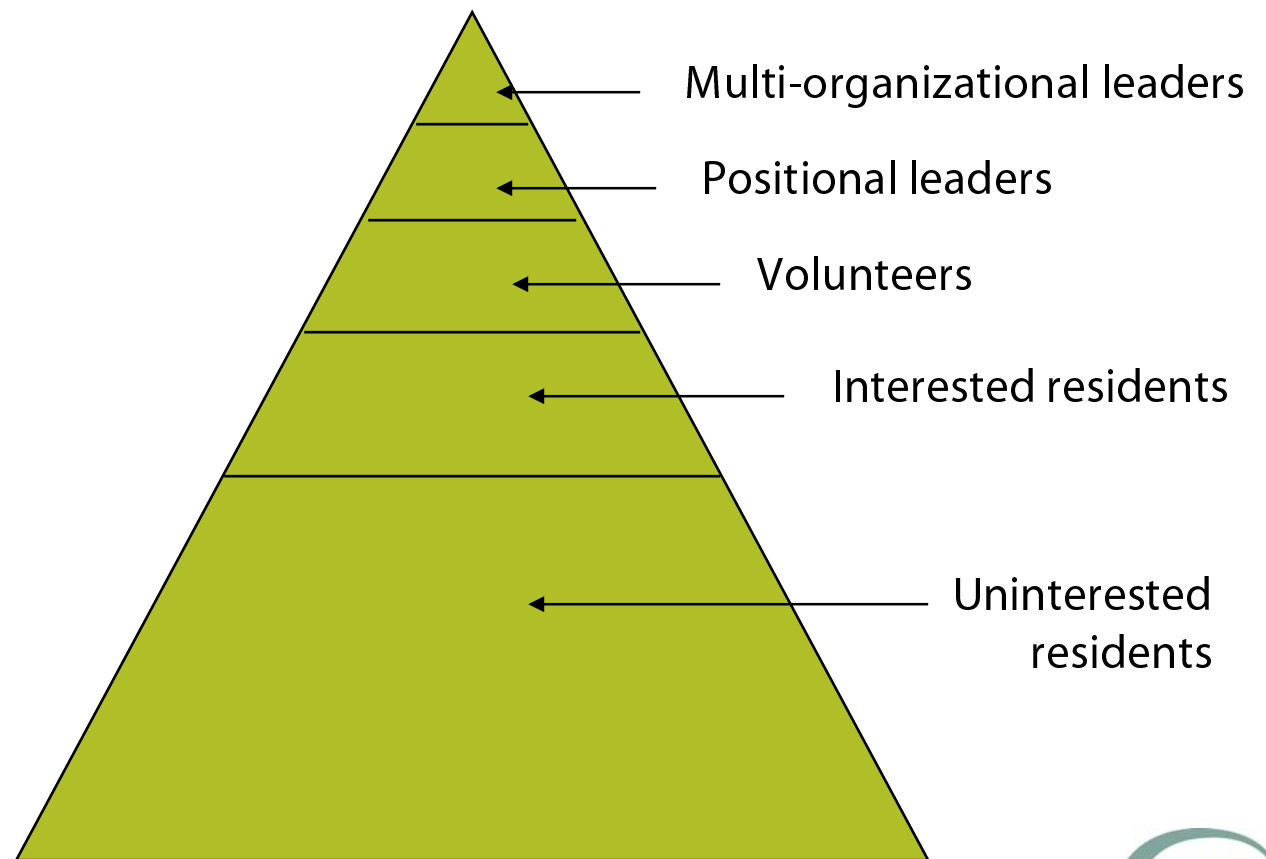 Multi-organizational leaders
Positional leaders
Volunteers
Interested residents
Uninterested
residents